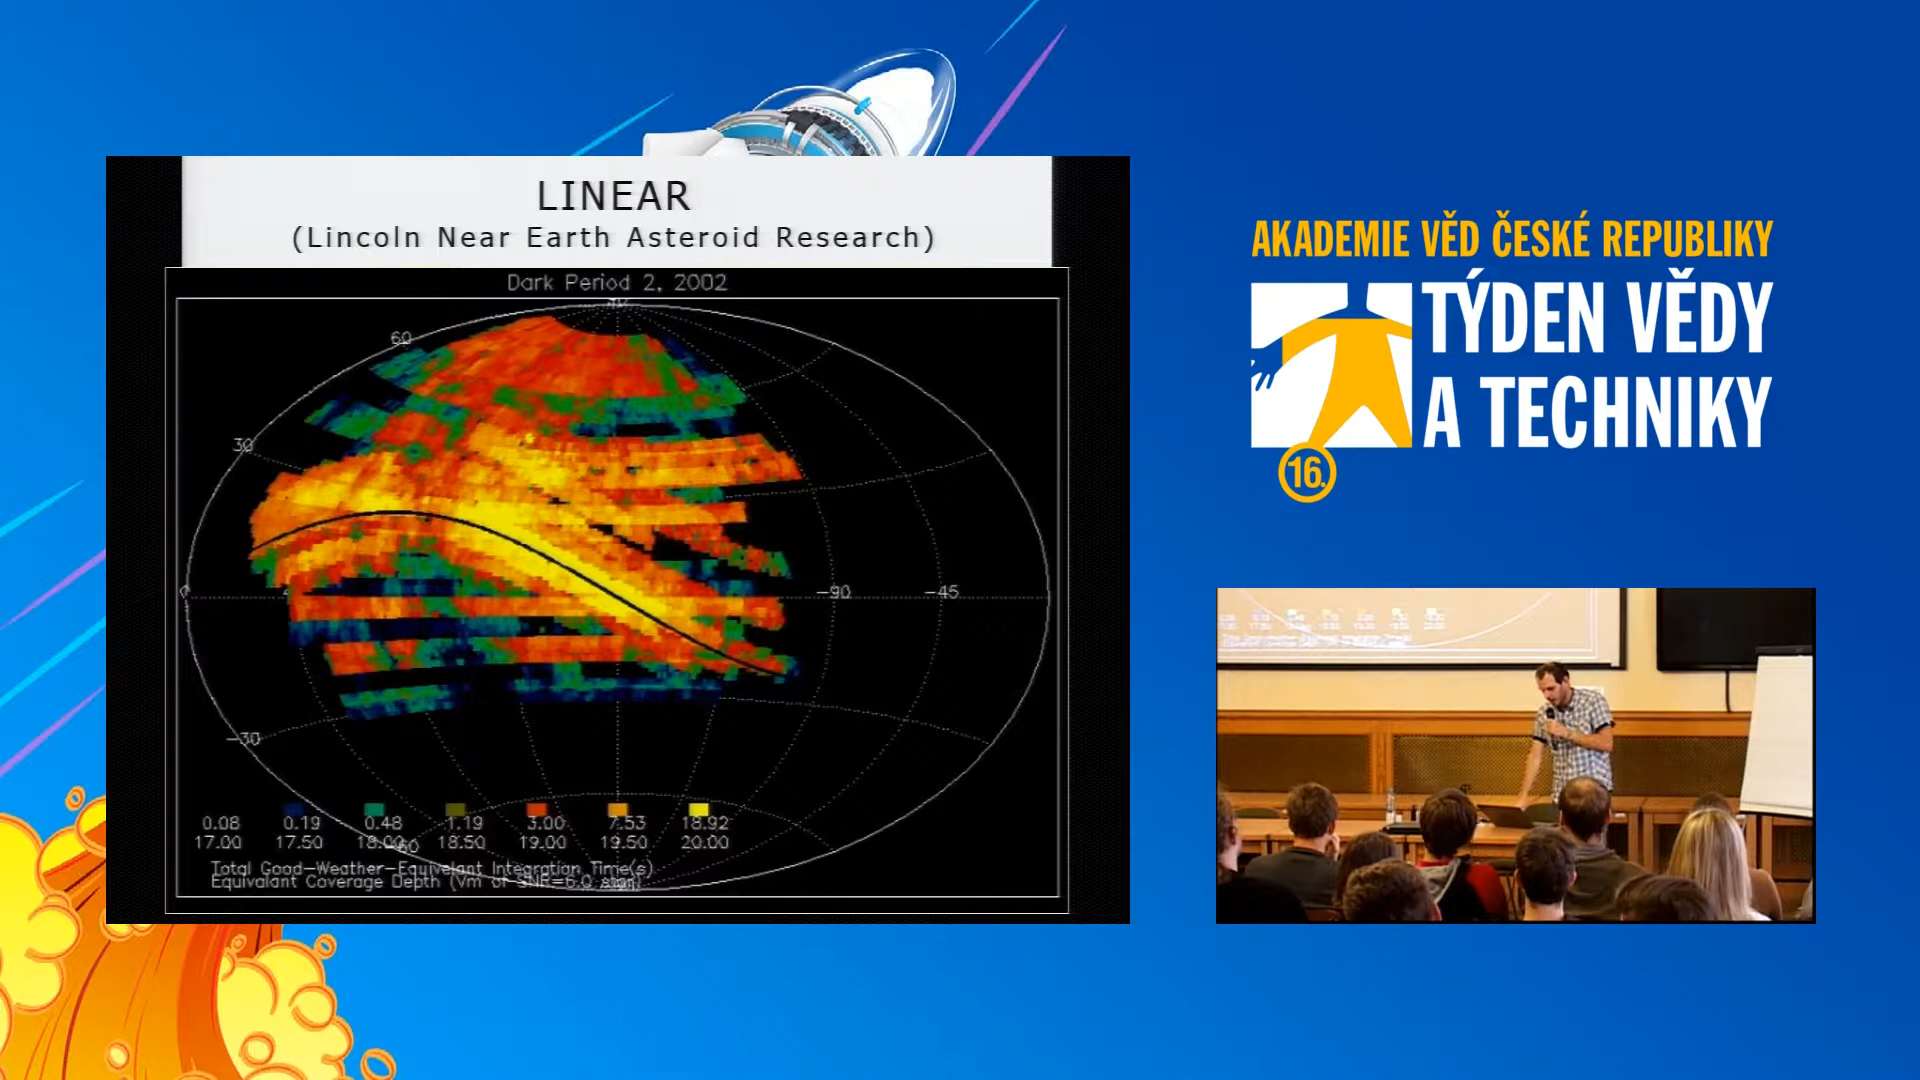 LINEAR
(Lincoln Near Earth Asteroid Research)
Dark Period 2, 2002
60
30
0
-90
-45
-30
0.08 0.19 0.48 1.19 3.00 7.53 18.92
17.00 17.50 18.00 18.50 19.00 19.50 20.00
-60
Total Good-Weather-Equivelant Integration Time(s)
Equivalant Coverage Depth (Vm of SNR=6.0
AKADEMIE VĚD ČESKÉ REPUBLIKY
TÝDEN VĚDY
A TECHNIKY
16.